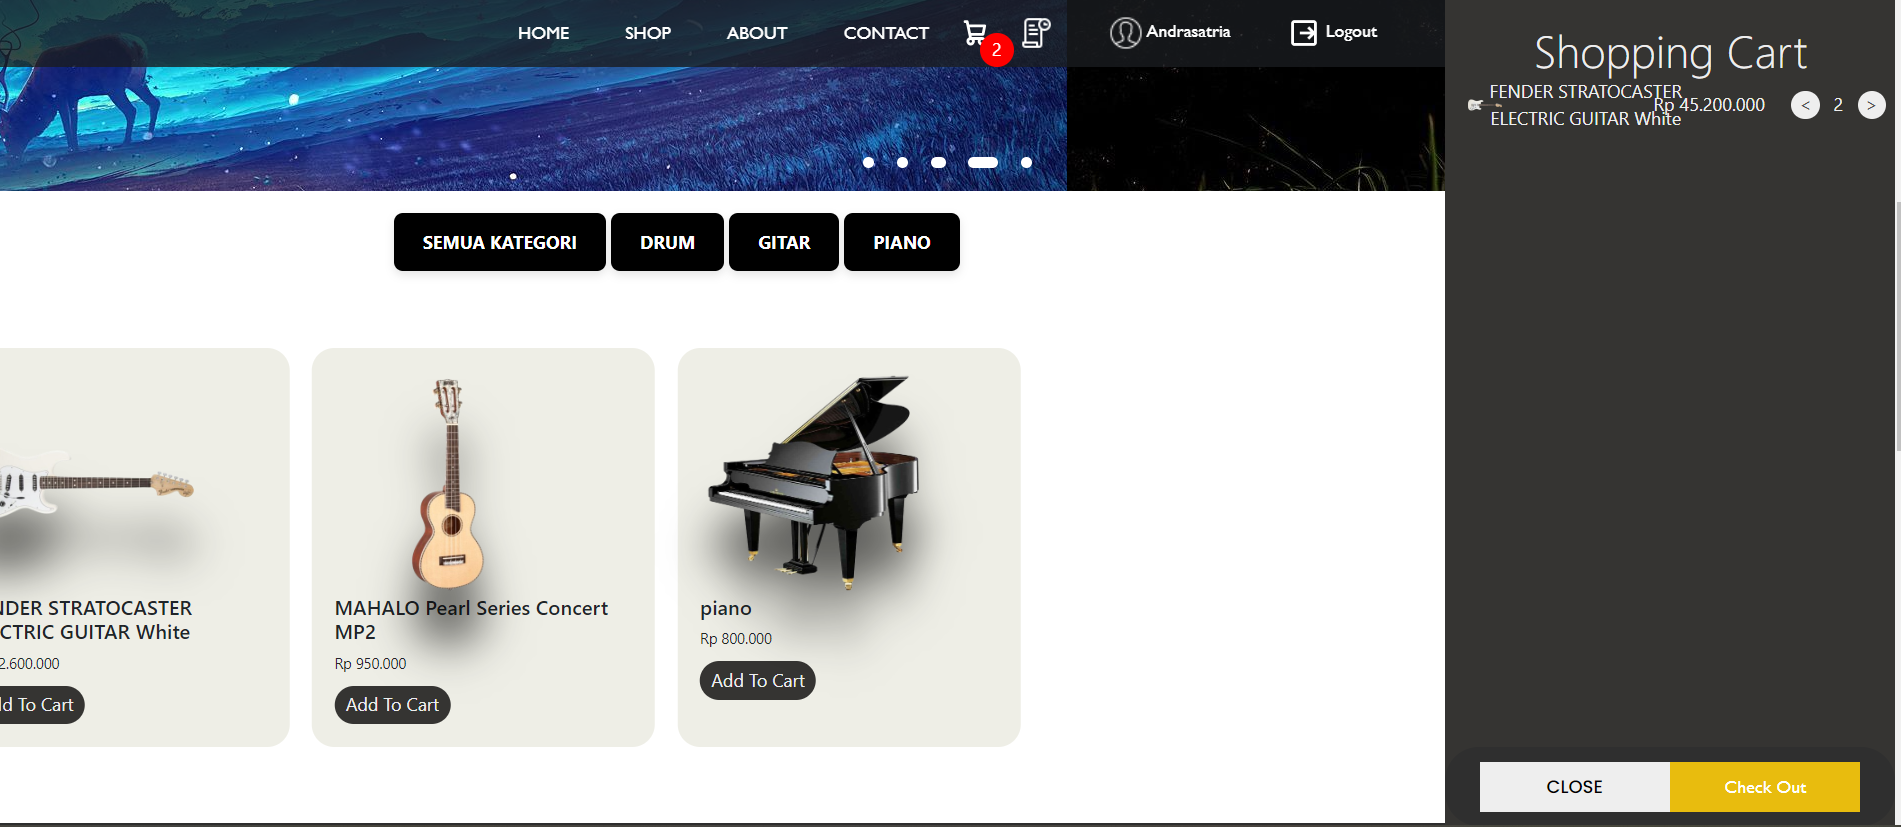 HOME SHOP ABOUT CONTACT 2 Andrasatria Logout
Shopping Cart
FENDER STRATOCASTER
ELECTRIC GUITAR White
Rp 45.200.000 < 2 >
SEMUA KATEGORI DRUM GITAR PIANO
NDER STRATOCASTER
CTRIC GUITAR White
2.600.000
dd To Cart
MAHALO Pearl Series Concert
MP2
Rp 950.000
Add To Cart
piano
Rp 800.000
Add To Cart
CLOSE Check Out